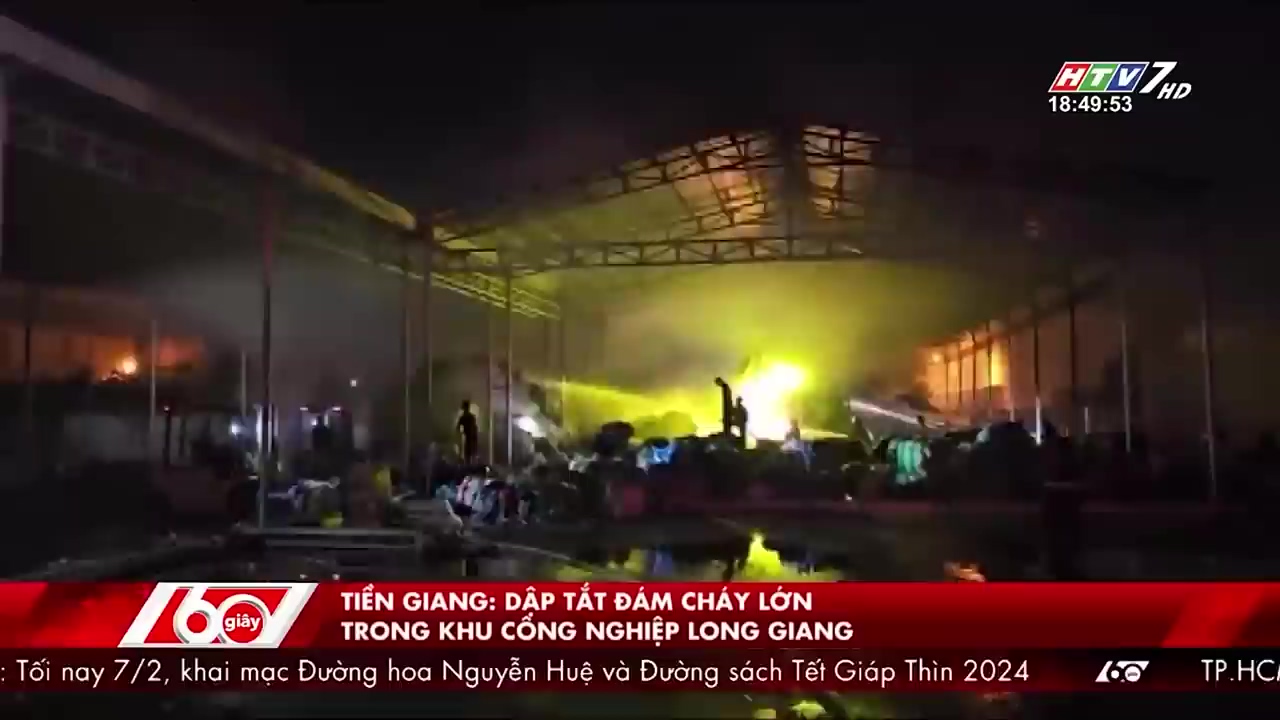 HTV7 HD
18:49:53
60 giây
TIỀN GIANG: DẬP TẮT ĐÁM CHÁY LỚN
TRONG KHU CÔNG NGHIỆP LONG GIANG
: Tối nay 7/2, khai mạc Đường hoa Nguyễn Huệ và Đường sách Tết Giáp Thìn 2024 60 TP.HCM